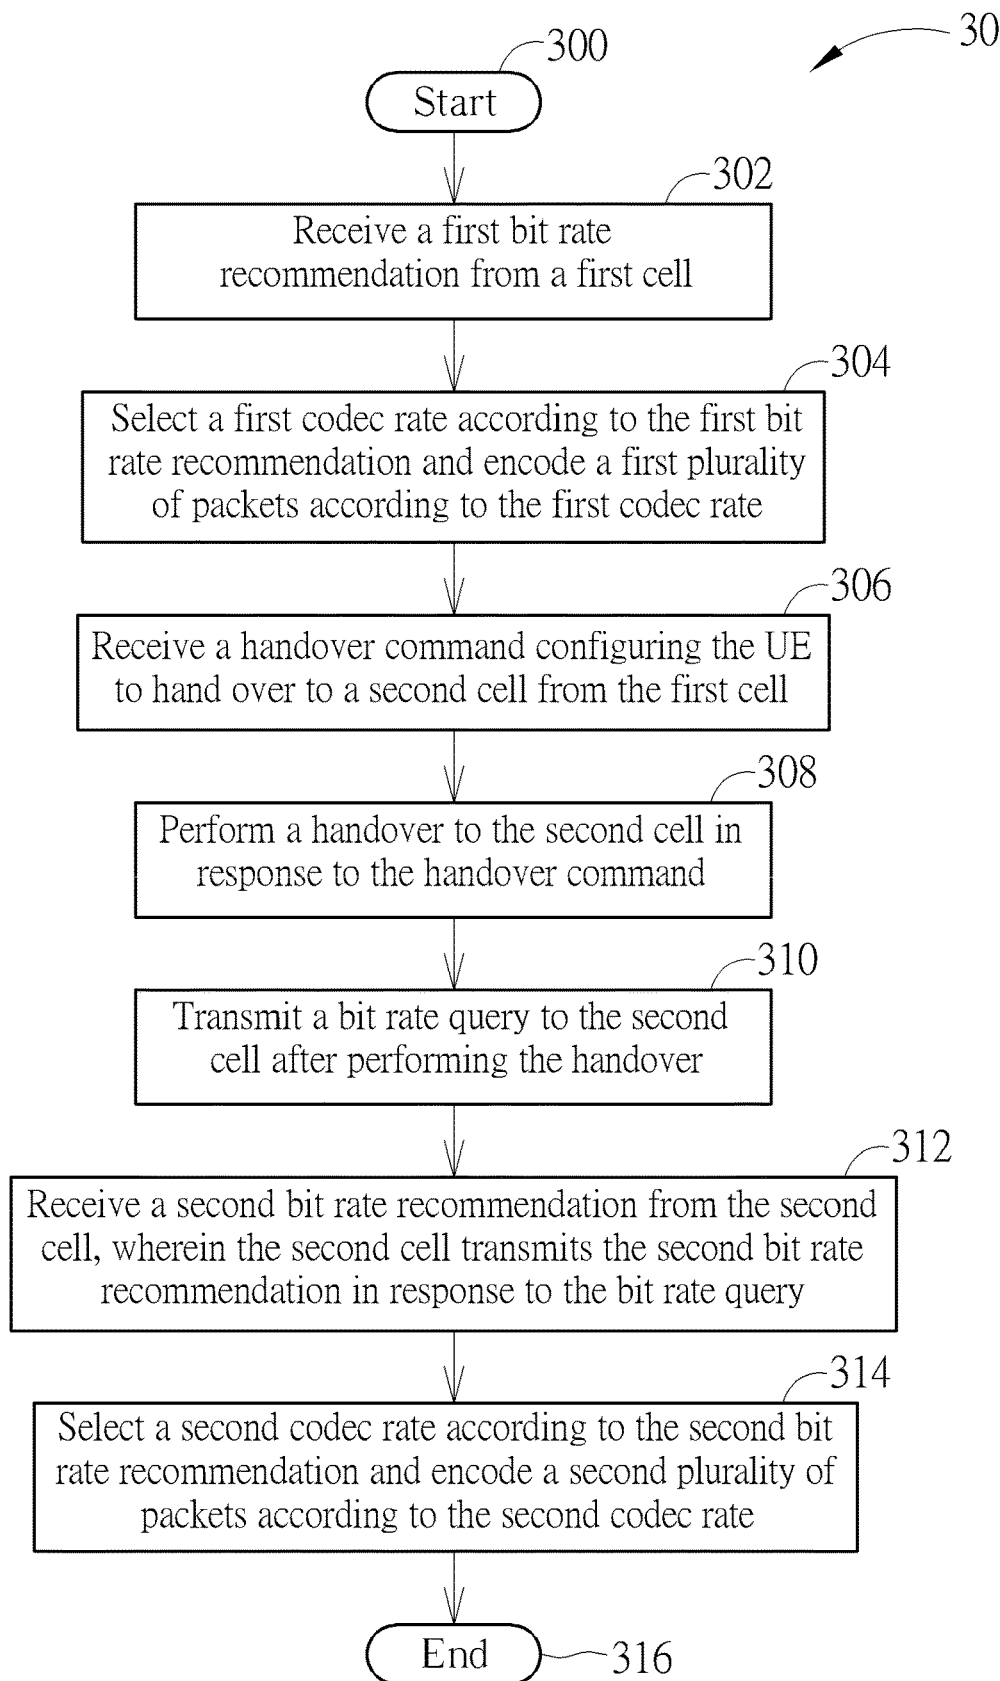 30
300
Start
302
Receive a first bit rate
recommendation from a first cell
304
Select a first codec rate according to the first bit
rate recommendation and encode a first plurality
of packets according to the first codec rate
306
Receive a handover command configuring the UE
to hand over to a second cell from the first cell
308
Perform a handover to the second cell in
response to the handover command
310
Transmit a bit rate query to the second
cell after performing the handover
312
Receive a second bit rate recommendation from the second
cell, wherein the second cell transmits the second bit rate
recommendation in response to the bit rate query
314
Select a second codec rate according to the second bit
rate recommendation and encode a second plurality of
packets according to the second codec rate
End
316